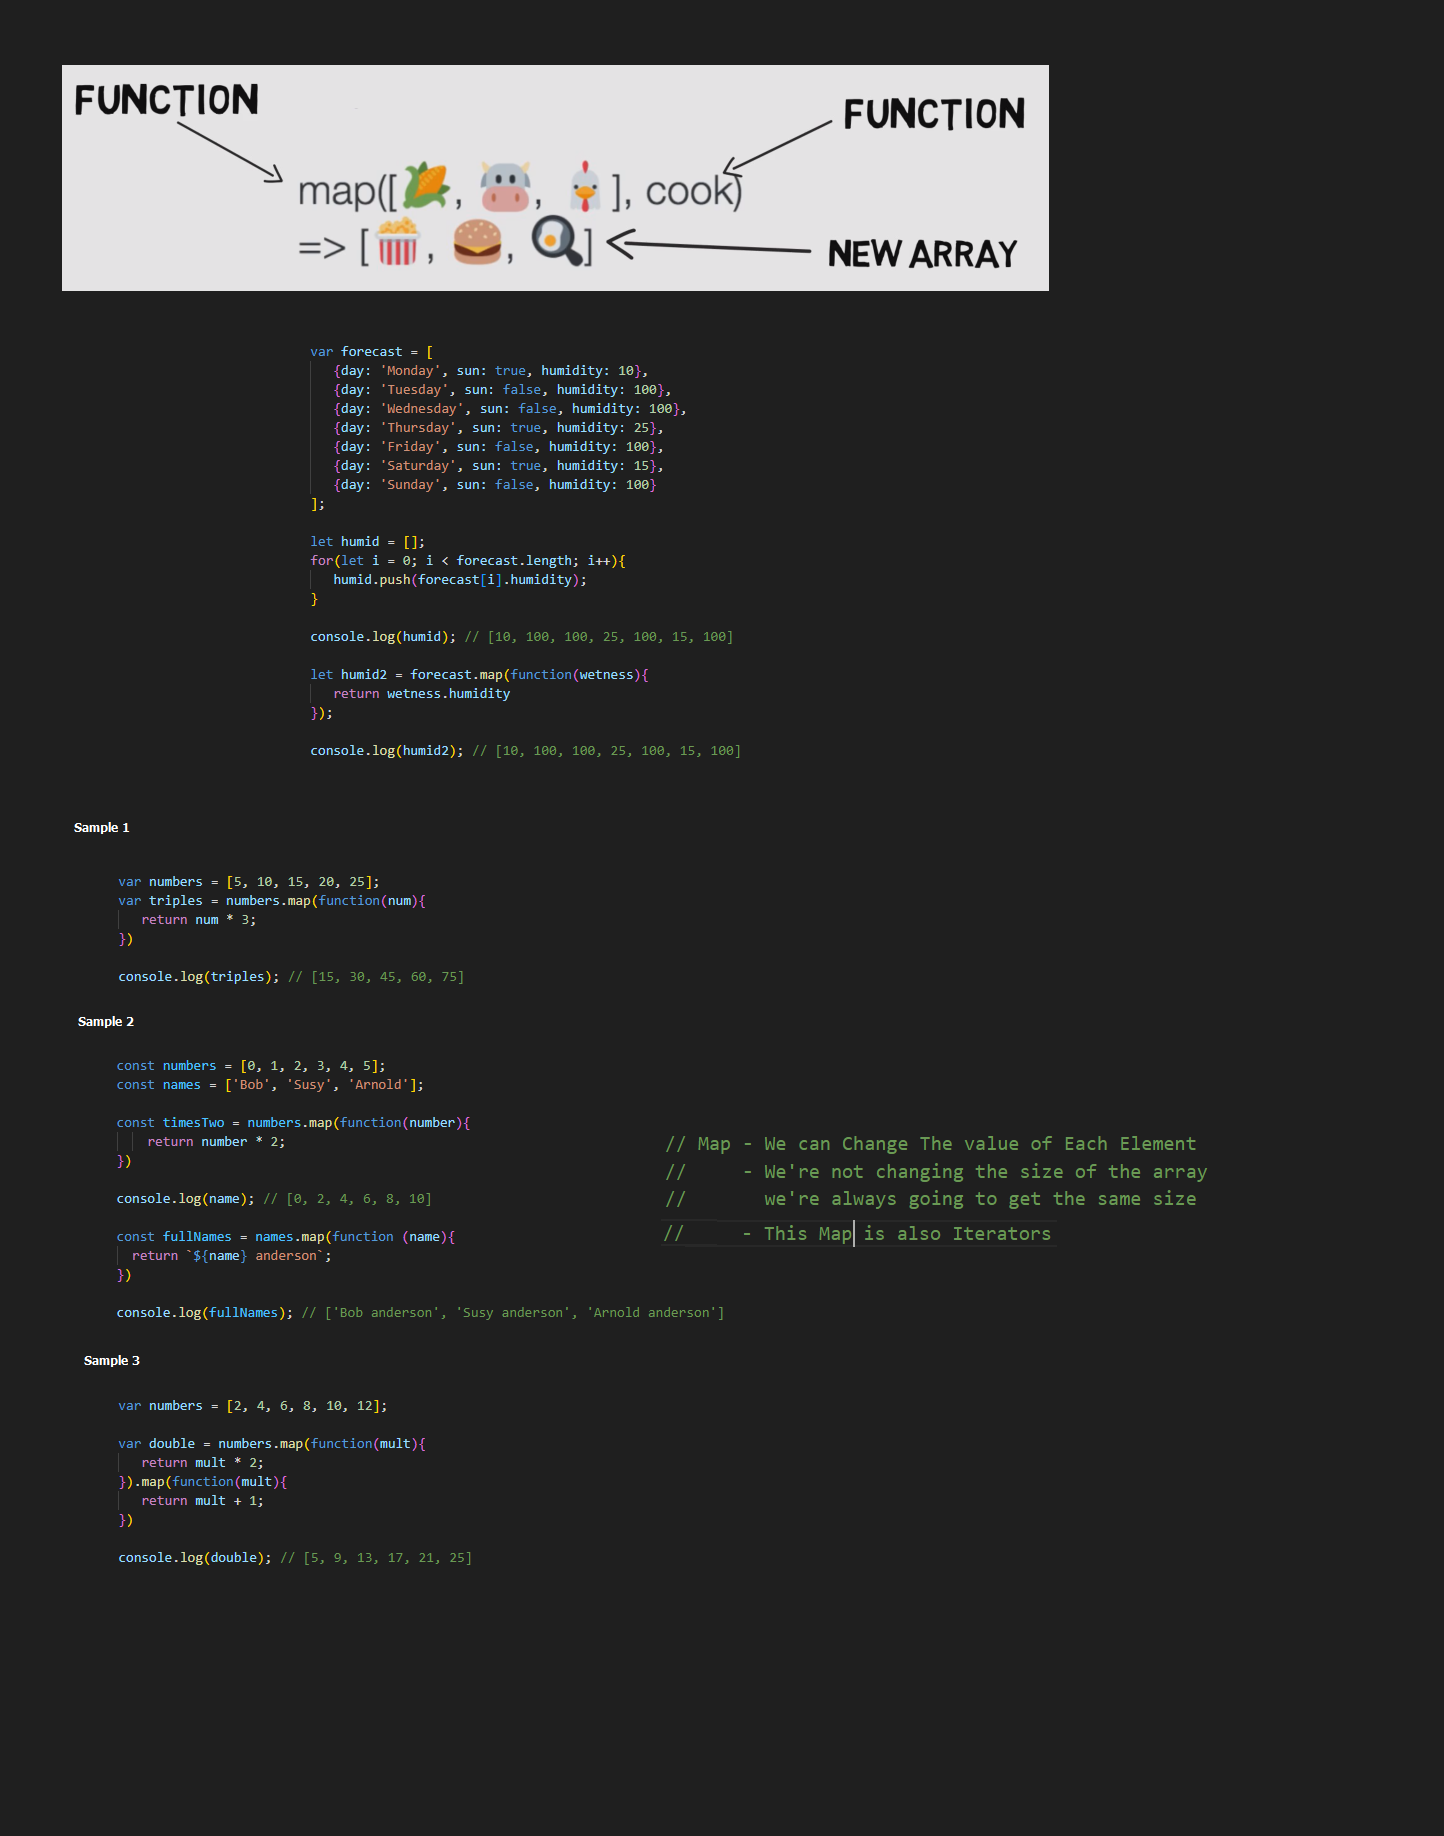 FUNCTION
FUNCTION
map([🌽, 🐮, 🐔], cook)
=> [🍿, 🍔, 🍳]
NEW ARRAY
var forecast = [
{day: 'Monday', sun: true, humidity: 10},
{day: 'Tuesday', sun: false, humidity: 100},
{day: 'Wednesday', sun: false, humidity: 100},
{day: 'Thursday', sun: true, humidity: 25},
{day: 'Friday', sun: false, humidity: 100},
{day: 'Saturday', sun: true, humidity: 15},
{day: 'Sunday', sun: false, humidity: 100}
];
let humid = [];
for(let i = 0; i < forecast.length; i++){
humid.push(forecast[i].humidity);
}
console.log(humid); // [10, 100, 100, 25, 100, 15, 100]
let humid2 = forecast.map(function(wetness){
return wetness.humidity
});
console.log(humid2); // [10, 100, 100, 25, 100, 15, 100]
Sample 1
var numbers = [5, 10, 15, 20, 25];
var triples = numbers.map(function(num){
return num * 3;
})
console.log(triples); // [15, 30, 45, 60, 75]
Sample 2
const numbers = [0, 1, 2, 3, 4, 5];
const names = ['Bob', 'Susy', 'Arnold'];
const timesTwo = numbers.map(function(number){
return number * 2;
})
console.log(name); // [0, 2, 4, 6, 8, 10]
const fullNames = names.map(function (name){
return `${name} anderson`;
})
console.log(fullNames); // ['Bob anderson', 'Susy anderson', 'Arnold anderson']
// Map - We can Change The value of Each Element
// - We're not changing the size of the array
// we're always going to get the same size
// - This Map is also Iterators
Sample 3
var numbers = [2, 4, 6, 8, 10, 12];
var double = numbers.map(function(mult){
return mult * 2;
}).map(function(mult){
return mult + 1;
})
console.log(double); // [5, 9, 13, 17, 21, 25]